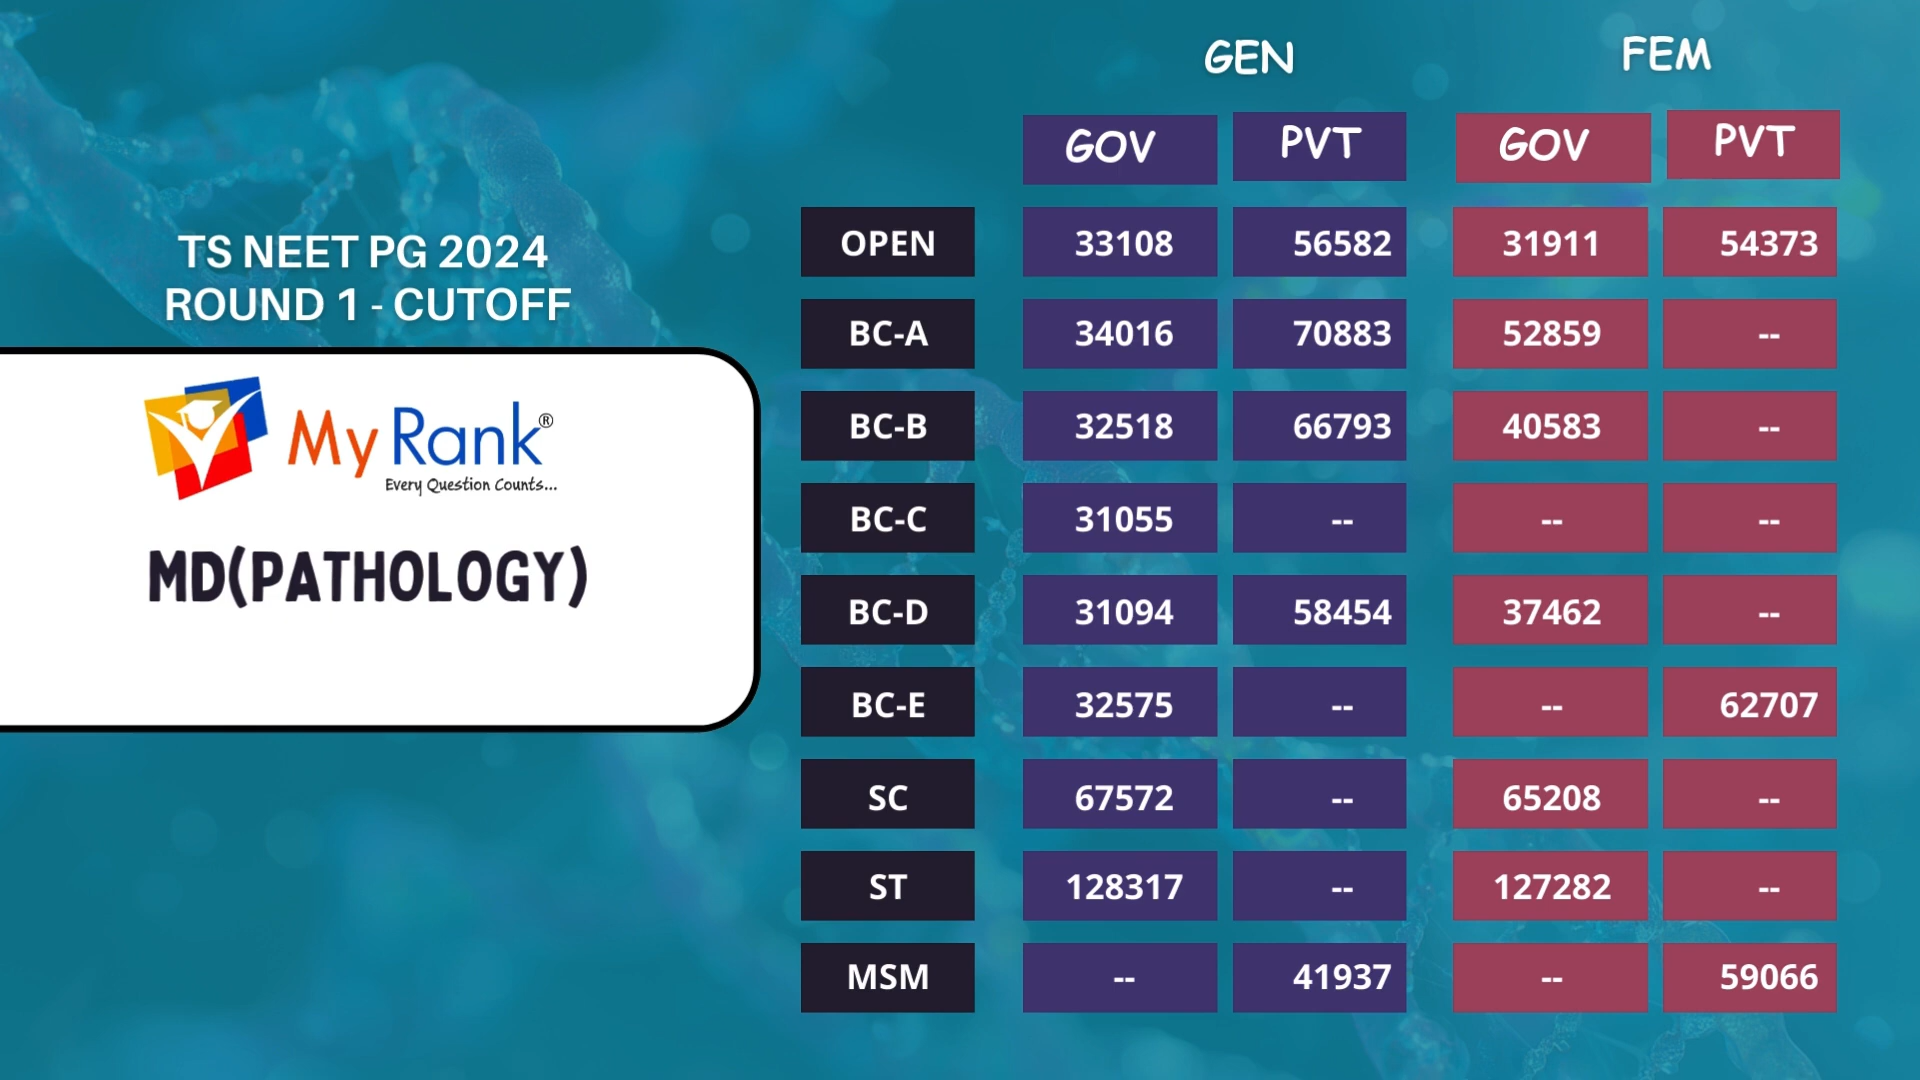 TS NEET PG 2024
ROUND 1 - CUTOFF
My Rank®
Every Question Counts...
MD(PATHOLOGY)
GEN FEM
GOV PVT GOV PVT
OPEN 33108 56582 31911 54373
BC-A 34016 70883 52859 --
BC-B 32518 66793 40583 --
BC-C 31055 -- -- --
BC-D 31094 58454 37462 --
BC-E 32575 -- -- 62707
SC 67572 -- 65208 --
ST 128317 -- 127282 --
MSM -- 41937 -- 59066